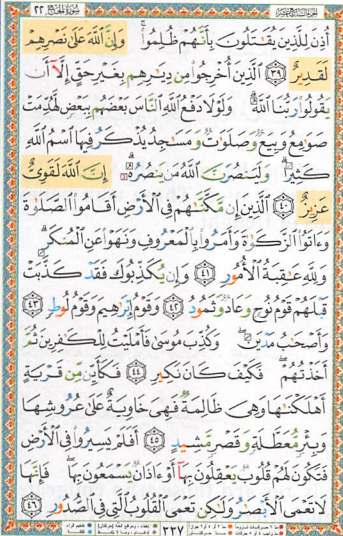 سورة الحج ٢٢
أُذِنَ لِلَّذِينَ يُقَٰتَلُونَ بِأَنَّهُمْ ظُلِمُوا۟ ۚ وَإِنَّ ٱللَّهَ عَلَىٰ نَصْرِهِمْ
لَقَدِيرٌ ﴿٣٩﴾ ٱلَّذِينَ أُخْرِجُوا۟ مِن دِيَٰرِهِم بِغَيْرِ حَقٍّ إِلَّآ أَن
يَقُولُوا۟ رَبُّنَا ٱللَّهُ ۗ وَلَوْلَا دَفْعُ ٱللَّهِ ٱلنَّاسَ بَعْضَهُم بِبَعْضٍ لَّهُدِّمَتْ
صَوَٰمِعُ وَبِيَعٌ وَصَلَوَٰتٌ وَمَسَٰجِدُ يُذْكَرُ فِيهَا ٱسْمُ ٱللَّهِ
كَثِيرًا ۗ وَلَيَنصُرَنَّ ٱللَّهُ مَن يَنصُرُهُۥٓ ۗ إِنَّ ٱللَّهَ لَقَوِىٌّ
عَزِيزٌ ﴿٤٠﴾ ٱلَّذِينَ إِن مَّكَّنَّٰهُمْ فِى ٱلْأَرْضِ أَقَامُوا۟ ٱلصَّلَوٰةَ
وَءَاتَوُا۟ ٱلزَّكَوٰةَ وَأَمَرُوا۟ بِٱلْمَعْرُوفِ وَنَهَوْا۟ عَنِ ٱلْمُنكَرِ ۗ
وَلِلَّهِ عَٰقِبَةُ ٱلْأُمُورِ ﴿٤١﴾ وَإِن يُكَذِّبُوكَ فَقَدْ كَذَّبَتْ
قَبْلَهُمْ قَوْمُ نُوحٍ وَعَادٌ وَثَمُودُ ﴿٤٢﴾ وَقَوْمُ إِبْرَٰهِيمَ وَقَوْمُ لُوطٍ ﴿٤٣﴾
وَأَصْحَٰبُ مَدْيَنَ ۖ وَكُذِّبَ مُوسَىٰ فَأَمْلَيْتُ لِلْكَٰفِرِينَ ثُمَّ
أَخَذْتُهُمْ ۖ فَكَيْفَ كَانَ نَكِيرِ ﴿٤٤﴾ فَكَأَيِّن مِّن قَرْيَةٍ
أَهْلَكْنَٰهَا وَهِىَ ظَالِمَةٌ فَهِىَ خَاوِيَةٌ عَلَىٰ عُرُوشِهَا
وَبِئْرٍ مُّعَطَّلَةٍ وَقَصْرٍ مَّشِيدٍ ﴿٤٥﴾ أَفَلَمْ يَسِيرُوا۟ فِى ٱلْأَرْضِ
فَتَكُونَ لَهُمْ قُلُوبٌ يَعْقِلُونَ بِهَآ أَوْ ءَاذَانٌ يَسْمَعُونَ بِهَا ۖ فَإِنَّهَا
لَا تَعْمَى ٱلْأَبْصَٰرُ وَلَٰكِن تَعْمَى ٱلْقُلُوبُ ٱلَّتِى فِى ٱلصُّدُورِ ﴿٤٦﴾
٣٣٧